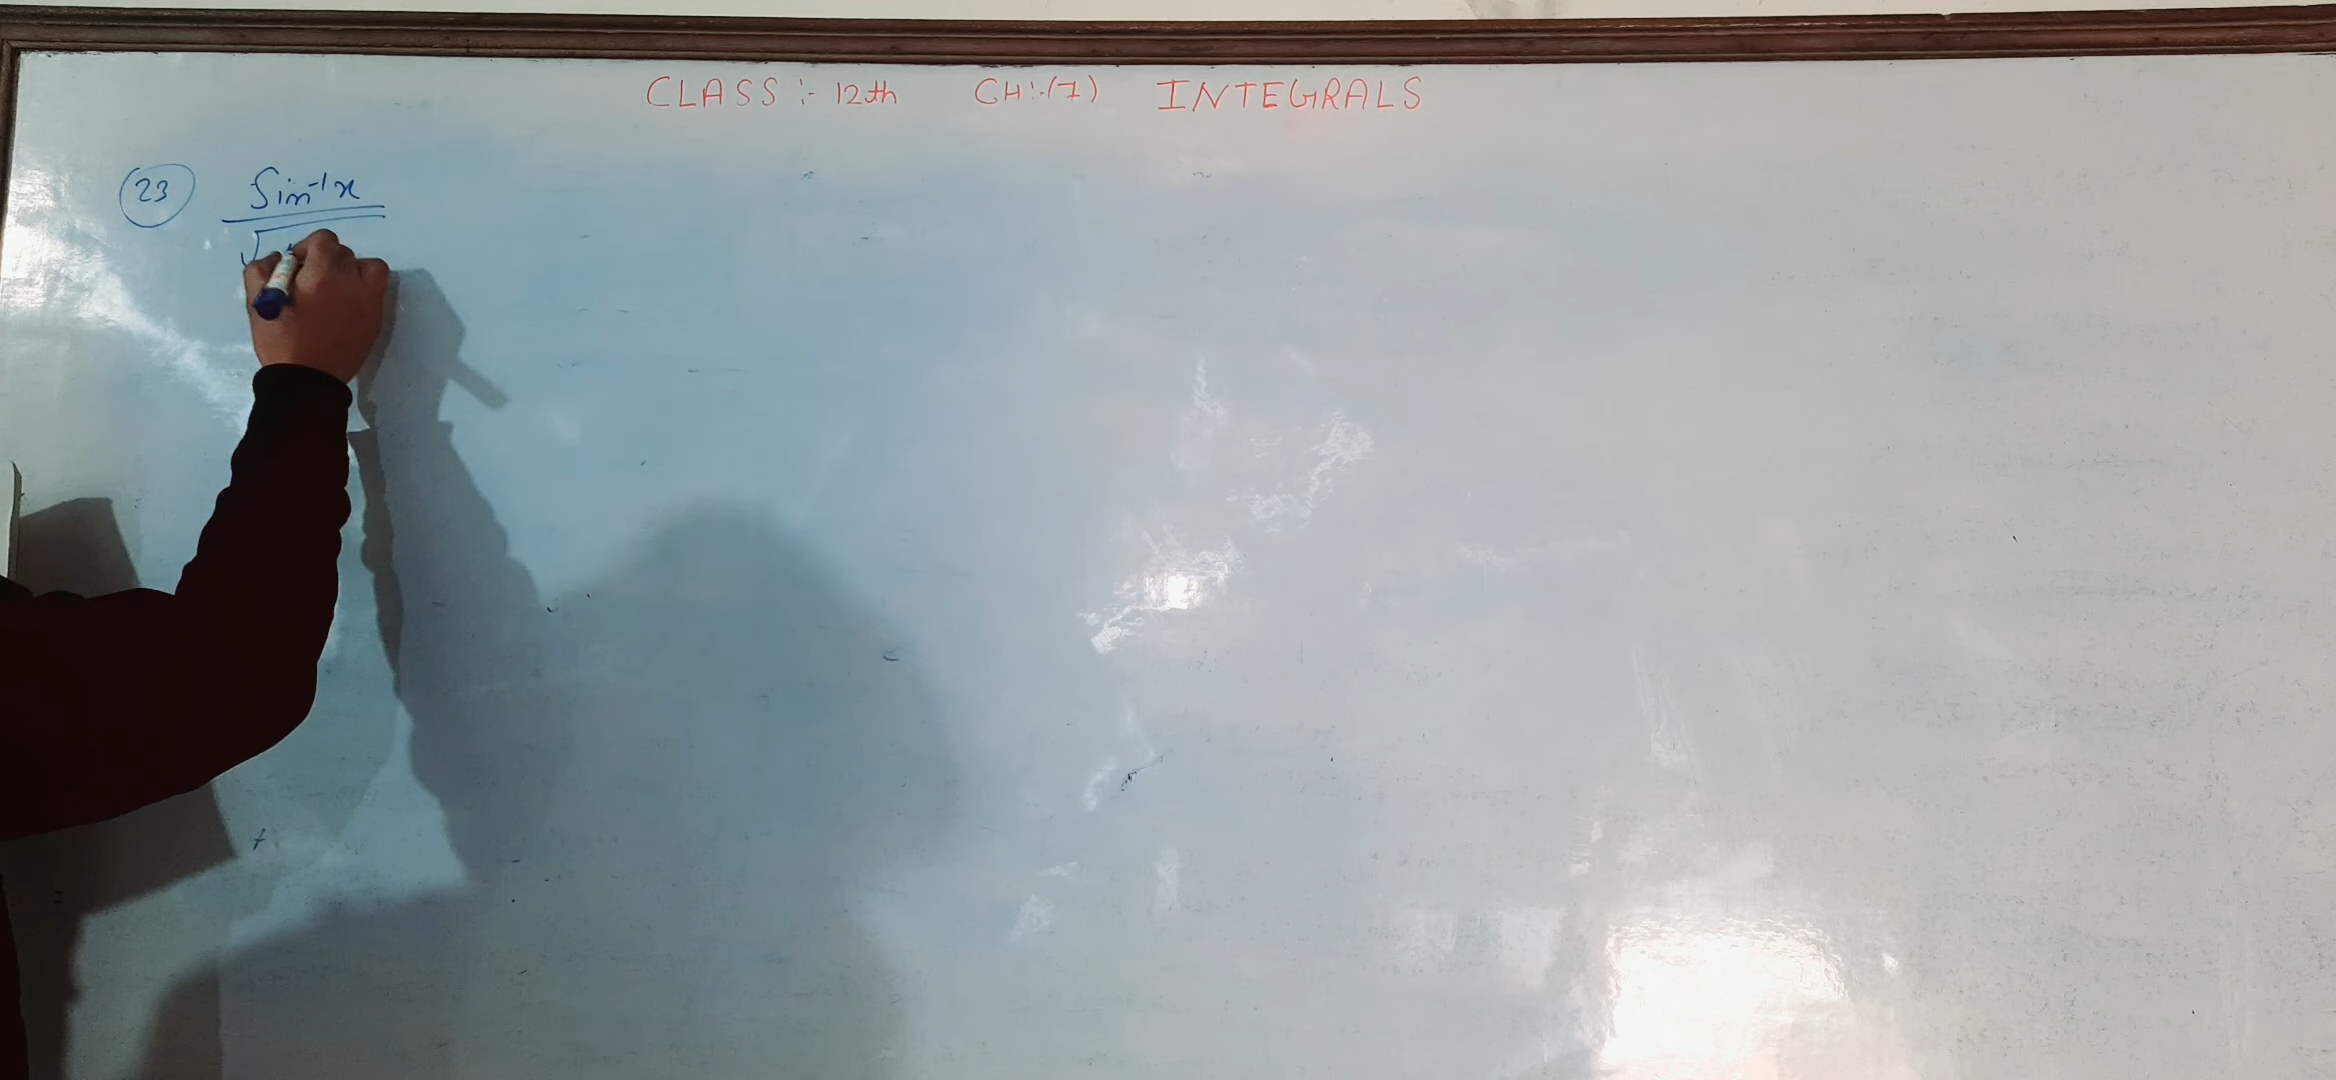 CLASS :- 12th CH:-(7) INTEGRALS
(23) Sin⁻¹x
√